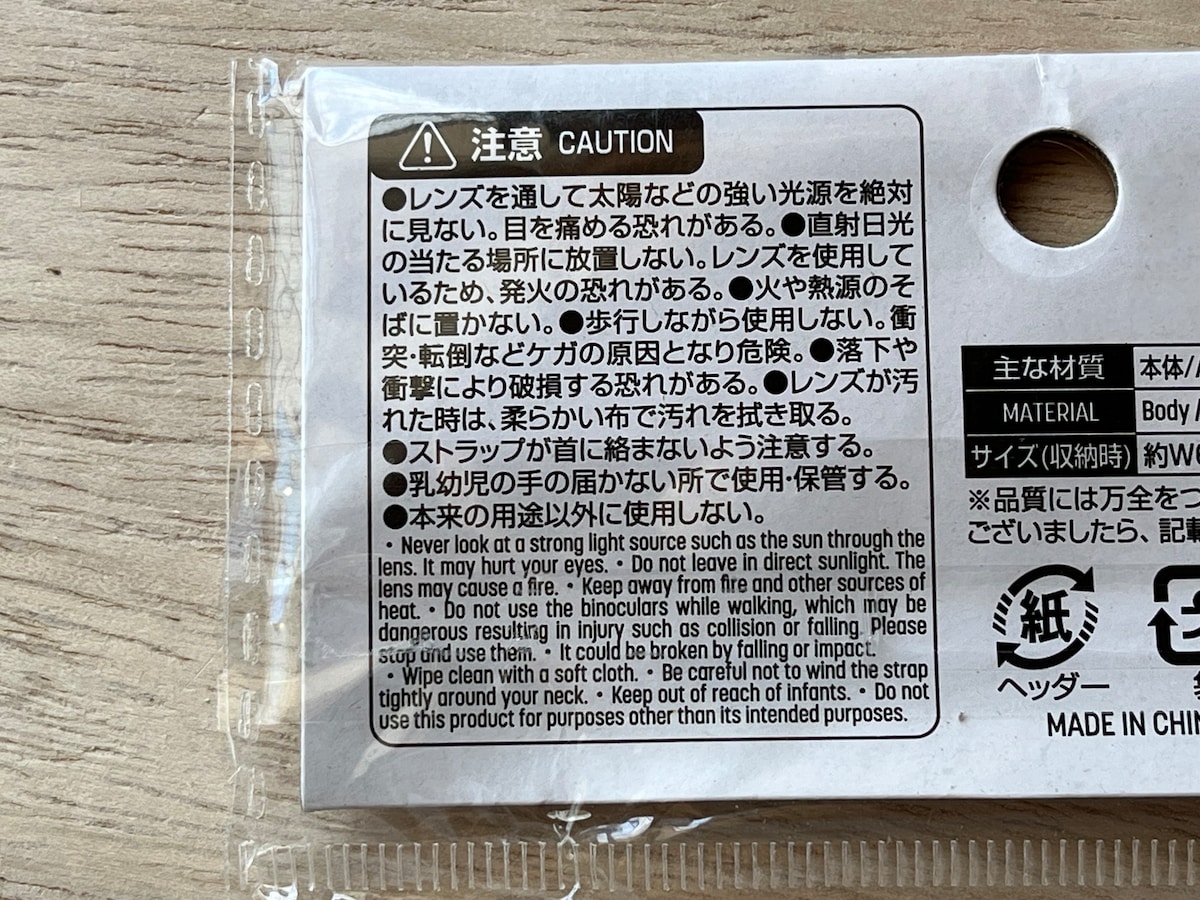 注意 CAUTION
●レンズを通して太陽などの強い光源を絶対
に見ない。目を痛める恐れがある。●直射日光
の当たる場所に放置しない。レンズを使用して
いるため、発火の恐れがある。●火や熱源のそ
ばに置かない。●歩行しながら使用しない。衝
突・転倒などケガの原因となり危険。●落下や
衝撃により破損する恐れがある。●レンズが汚
れた時は、柔らかい布で汚れを拭き取る。
●ストラップが首に絡まないよう注意する。
●乳幼児の手の届かない所で使用・保管する。
●本来の用途以外に使用しない。
・Never look at a strong light source such as the sun through the
lens. It may hurt your eyes. ・Do not leave in direct sunlight. The
lens may cause a fire. ・Keep away from fire and other sources of
heat. ・Do not use the binoculars while walking, which may be
dangerous resulting in injury such as collision or falling. Please
stop and use them. ・It could be broken by falling or impact.
・Wipe clean with a soft cloth. ・Be careful not to wind the strap
tightly around your neck. ・Keep out of reach of infants. ・Do not
use this product for purposes other than its intended purposes.
主な材質 本体/
MATERIAL Body/
サイズ(収納時) 約W
※品質には万全をつ
ございましたら、記載
紙
ヘッダー
MADE IN CHIN